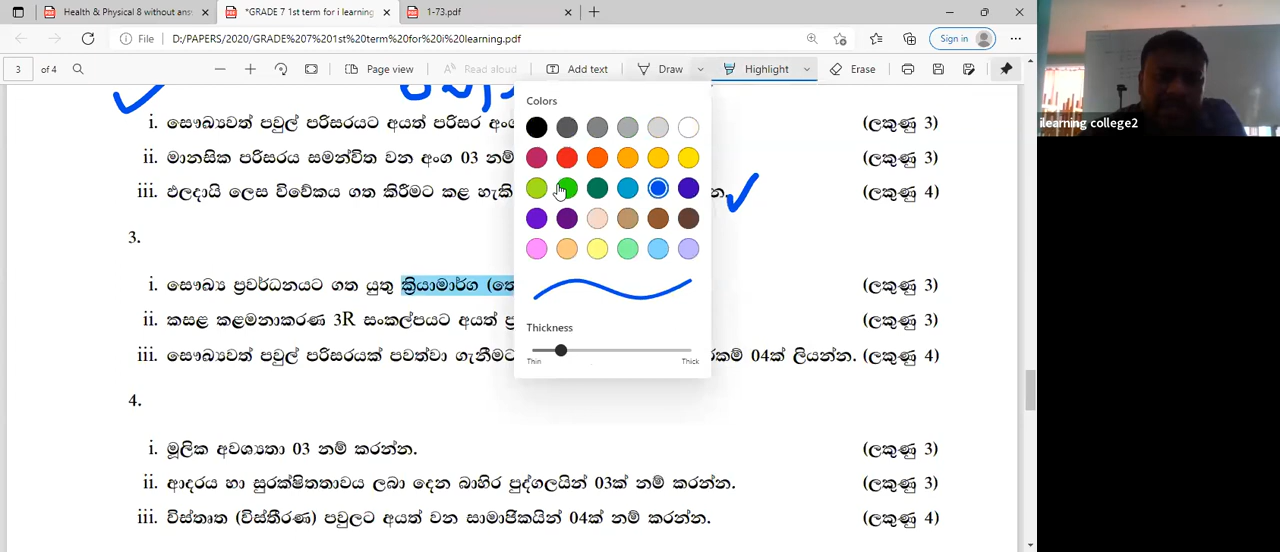 Health & Physical 8 without answ
*GRADE 7 1st term for i learning
1-73.pdf
File D:/PAPERS/2020/GRADE%207%201st%20term%20for%20i%20learning.pdf
Sign in
3 of 4
Page view
Read aloud
Add text
Draw
Highlight
Erase
Colors
i. සෞඛ්‍යවත් පවුල් පරිසරයට අයත් පරිසර (ලකුණු 3)
ii. මානසික පරිසරය සමන්විත වන අංග 03 නම් (ලකුණු 3)
iii. ඵලදායි ලෙස විවේකය ගත කිරීමට කළ හැකි (ලකුණු 4)
3.
i. සෞඛ්‍ය ප්‍රවර්ධනයට ගත යුතු ක්‍රියාමාර්ග (ලකුණු 3)
ii. කසළ කළමනාකරණ 3R සංකල්පයට අයත් (ලකුණු 3)
iii. සෞඛ්‍යවත් පවුල් පරිසරයක් පවත්වා ගැනීමට 04ක් ලියන්න. (ලකුණු 4)
Thickness
Thin Thick
4.
i. මූලික අවශ්‍යතා 03 නම් කරන්න. (ලකුණු 3)
ii. ආදරය හා සුරක්ෂිතතාවය ලබා දෙන බාහිර පුද්ගලයින් 03ක් නම් කරන්න. (ලකුණු 3)
iii. විස්තෘත (විස්තීරණ) පවුලට අයත් වන සාමාජිකයින් 04ක් නම් කරන්න. (ලකුණු 4)
ilearning college2